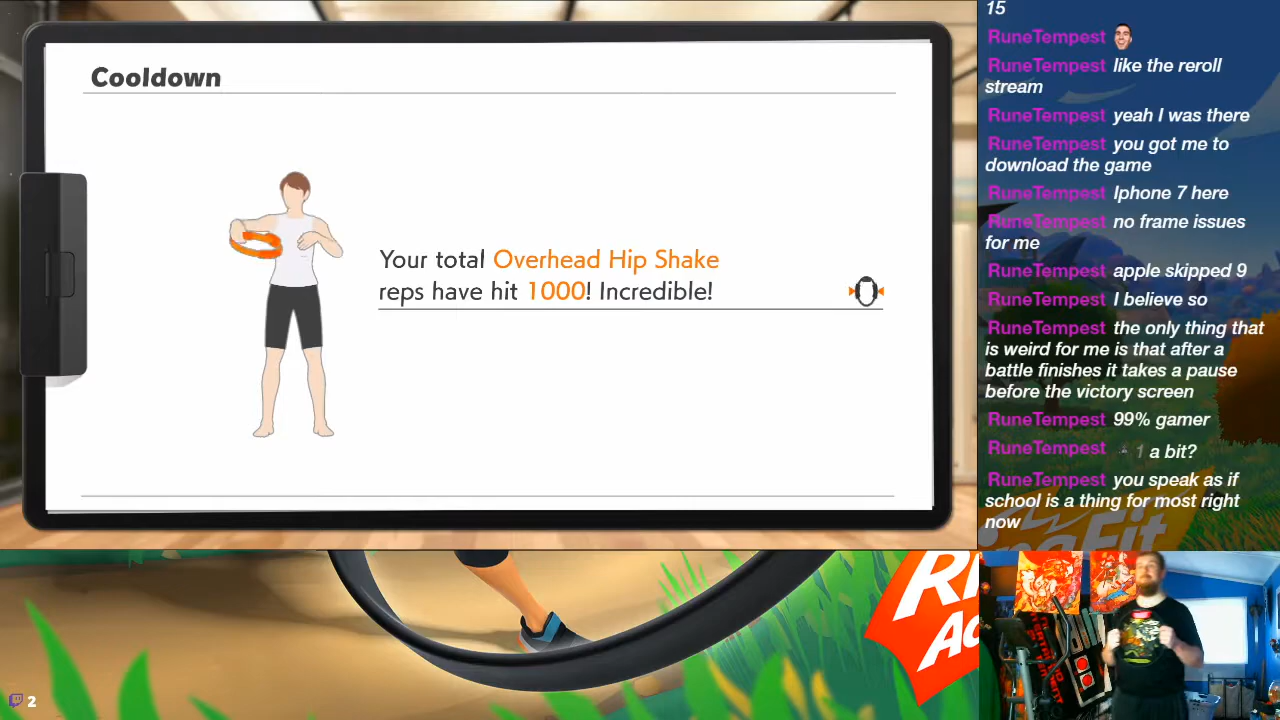 Cooldown
Your total Overhead Hip Shake
reps have hit 1000! Incredible!
15
RuneTempest
RuneTempest like the reroll
stream
RuneTempest yeah I was there
RuneTempest you got me to
download the game
RuneTempest Iphone 7 here
RuneTempest no frame issues
for me
RuneTempest apple skipped 9
RuneTempest I believe so
RuneTempest the only thing that
is weird for me is that after a
battle finishes it takes a pause
before the victory screen
RuneTempest 99% gamer
RuneTempest 1 a bit?
RuneTempest you speak as if
school is a thing for most right
now
2